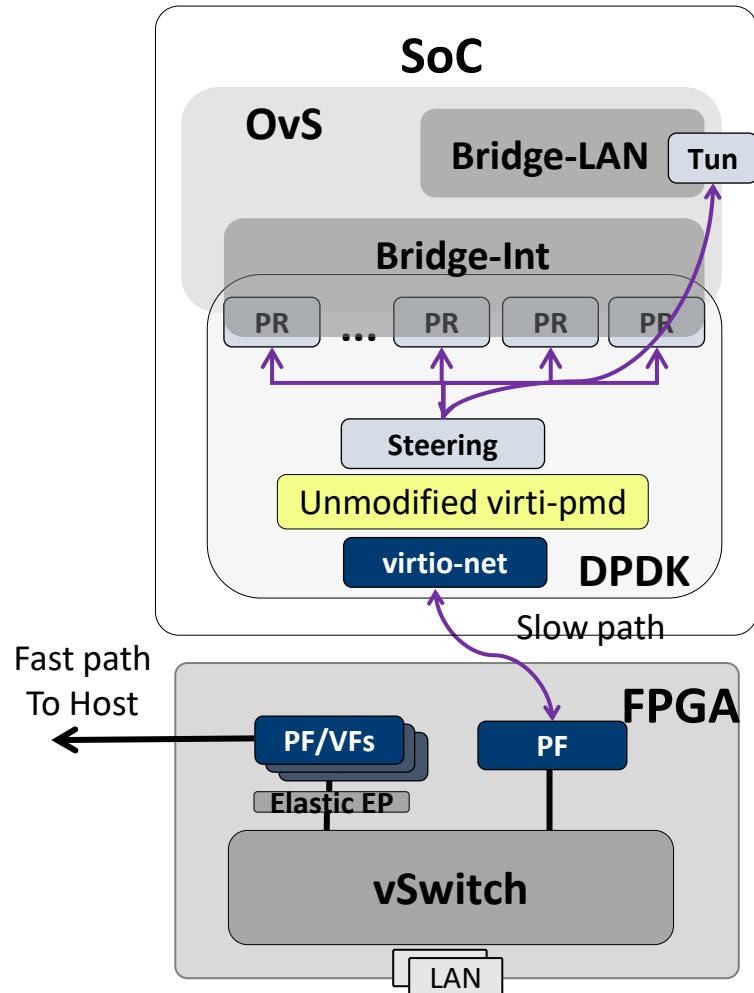 SoC
OvS
Bridge-LAN
Tun
Bridge-Int
PR
...
PR
PR
PR
Steering
Unmodified virti-pmd
virtio-net
DPDK
Slow path
Fast path
To Host
FPGA
PF/VFs
PF
Elastic EP
vSwitch
LAN